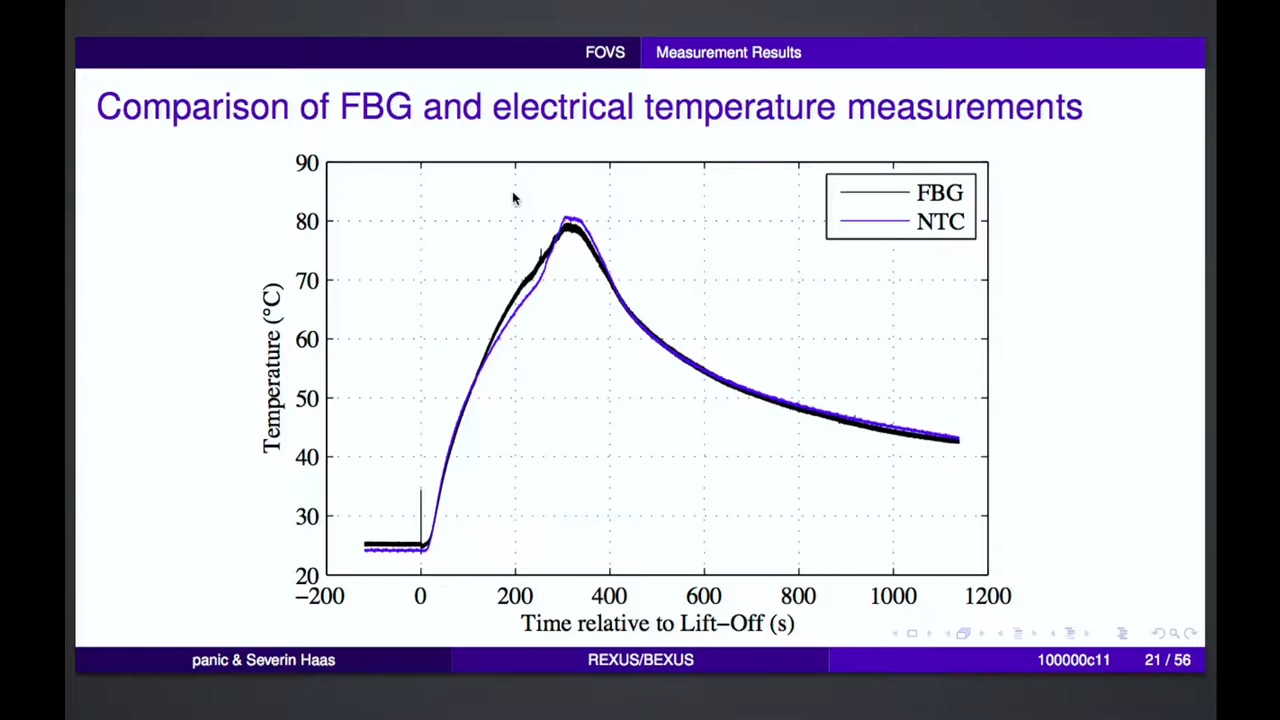 FOVS Measurement Results
Comparison of FBG and electrical temperature measurements
90
80
70
60
50
40
30
20
Temperature (°C)
FBG
NTC
−200 0 200 400 600 800 1000 1200
Time relative to Lift−Off (s)
panic & Severin Haas REXUS/BEXUS 100000c11 21 / 56